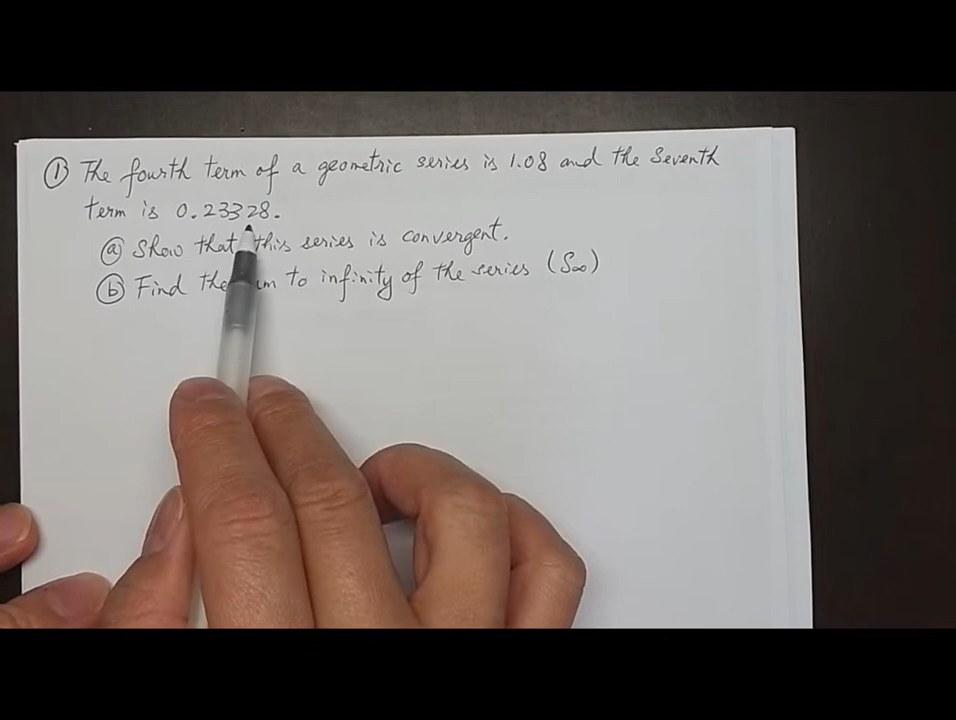 ① The fourth term of a geometric series is 1.08 and the Seventh
term is 0.23328.
ⓐ Show that this series is convergent.
ⓑ Find the to infinity of the series (S∞)